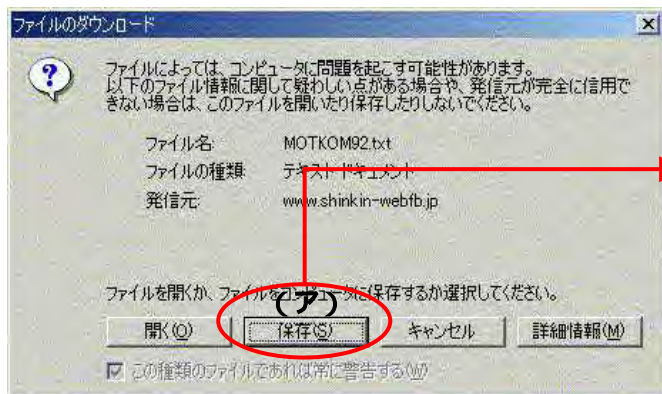 ファイルのダウンロード
ファイルによっては、コンピュータに問題を起こす可能性があります。
以下のファイル情報に関して疑わしい点がある場合や、発信元が完全に信用で
きない場合は、このファイルを開いたり保存したりしないでください。
ファイル名: MOTKOM92.txt
ファイルの種類: テキスト ドキュメント
発信元: www.shinkin-webfb.jp
ファイルを開くか、ファイルをコンピュータに保存するか選択してください。
(ア)
開く(O) 保存(S) キャンセル 詳細情報(M)
この種類のファイルであれば常に警告する(W)